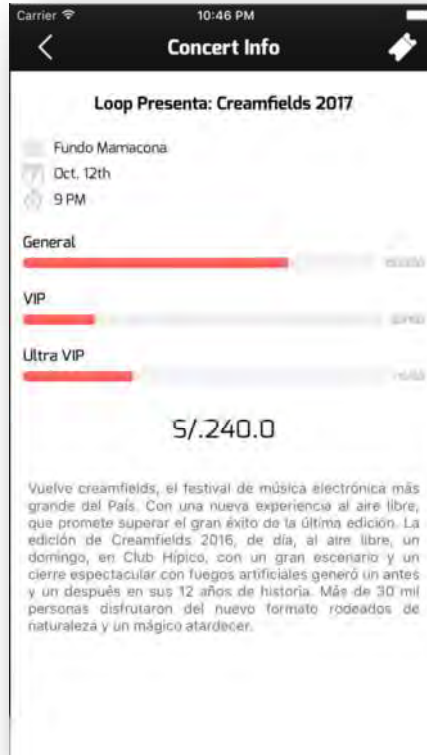 Carrier
10:46 PM
Concert Info
Loop Presenta: Creamfields 2017
Fundo Mamacona
Oct. 12th
9 PM
General
VIP
Ultra VIP
S/.240.0
Vuelve creamfields, el festival de música electrónica más
grande del País. Con una nueva experiencia al aire libre,
que promete superar el gran éxito de la última edición. La
edición de Creamfields 2016, de día, al aire libre, un
domingo, en Club Hípico, con un gran escenario y un
cierre espectacular con fuegos artificiales generó un antes
y un después en sus 12 años de historia. Más de 30 mil
personas disfrutaron del nuevo formato rodeados de
naturaleza y un mágico atardecer.